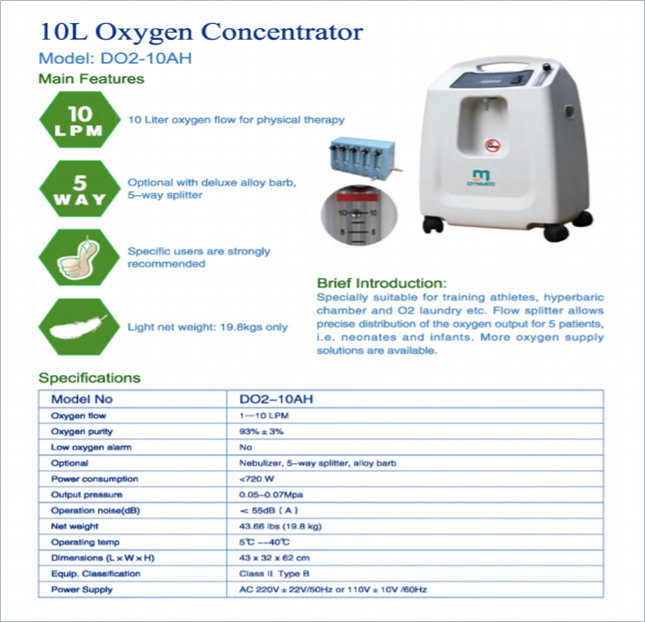 10L Oxygen Concentrator
Model: DO2-10AH
Main Features
10
LPM
10 Liter oxygen flow for physical therapy
5
WAY
Optional with deluxe alloy barb,
5-way splitter
Specific users are strongly
recommended
Light net weight: 19.8kgs only
10 10
8 8
DYNMED
Brief Introduction:
Specially suitable for training athletes, hyperbaric
chamber and O2 laundry etc. Flow splitter allows
precise distribution of the oxygen output for 5 patients,
i.e. neonates and infants. More oxygen supply
solutions are available.
Specifications
Model No DO2-10AH
Oxygen flow 1—10 LPM
Oxygen purity 93% ± 3%
Low oxygen alarm No
Optional Nebulizer, 5-way splitter, alloy barb
Power consumption <720 W
Output pressure 0.05-0.07Mpa
Operation noise(dB) < 55dB ( A )
Net weight 43.66 lbs (19.8 kg)
Operating temp 5℃ --40℃
Dimensions (L x W x H) 43 x 32 x 62 cm
Equip. Classification Class II Type B
Power Supply AC 220V ± 22V/50Hz or 110V ± 10V /60Hz